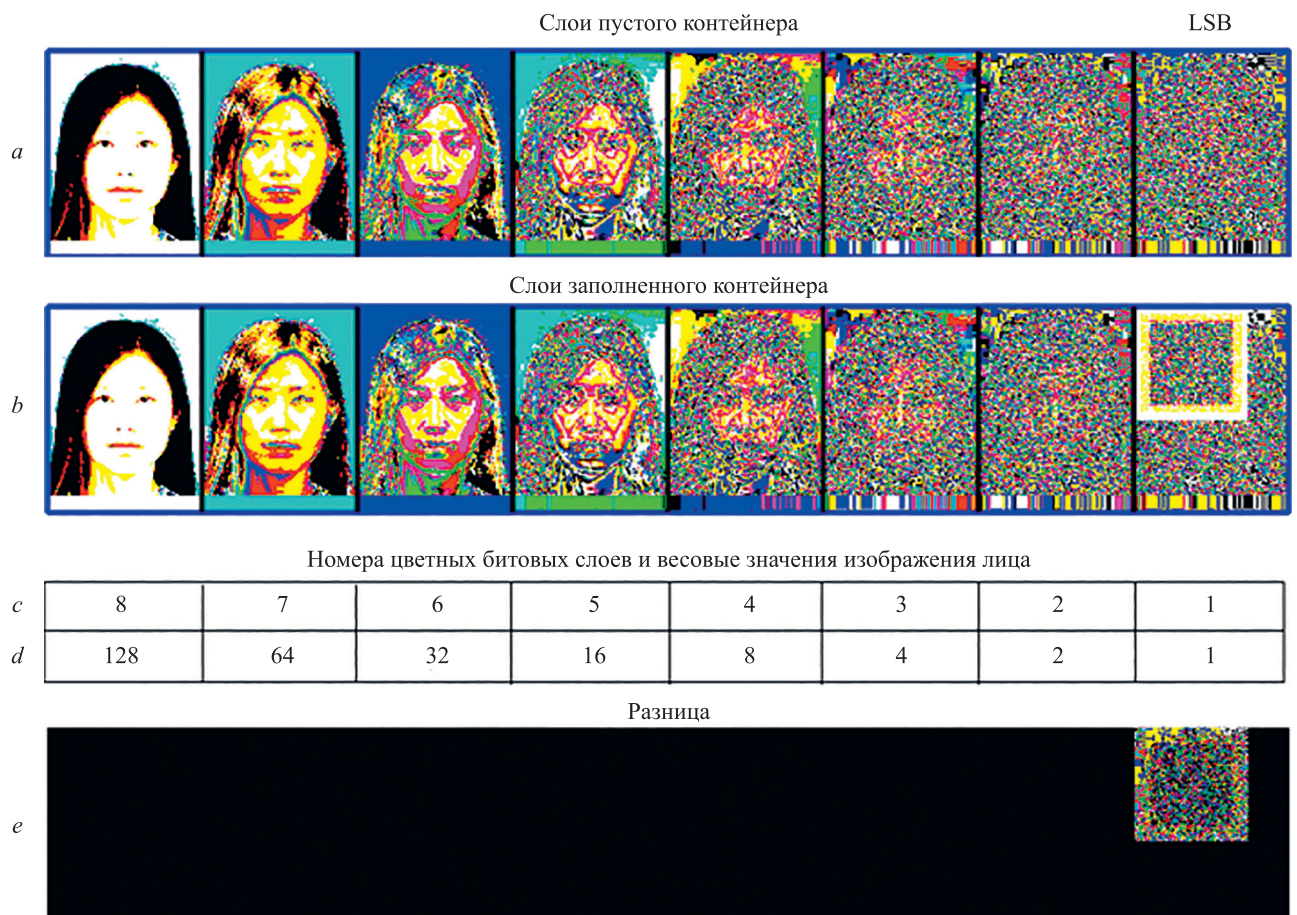 Слои пустого контейнера LSB
a
Слои заполненного контейнера
b
Номера цветных битовых слоев и весовые значения изображения лица
c 8 7 6 5 4 3 2 1
d 128 64 32 16 8 4 2 1
Разница
e